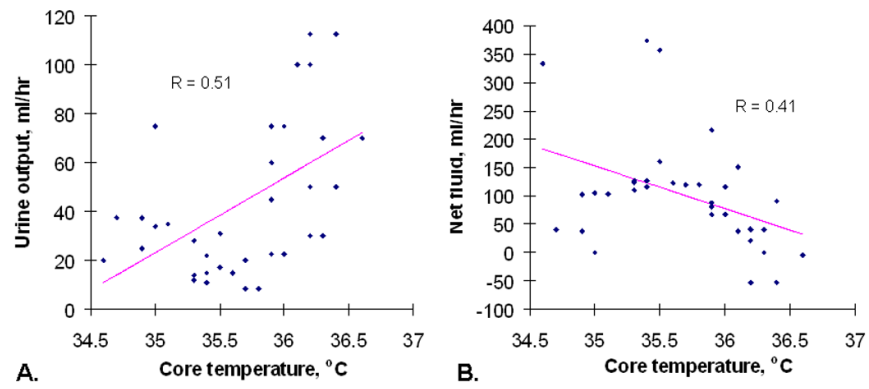 120
100
80
60
40
20
0
Urine output, ml/hr
R = 0.51
34.5 35 35.5 36 36.5 37
Core temperature, °C
A.
400
350
300
250
200
150
100
50
0
-50
-100
Net fluid, ml/hr
R = 0.41
34.5 35 35.5 36 36.5 37
Core temperature, °C
B.